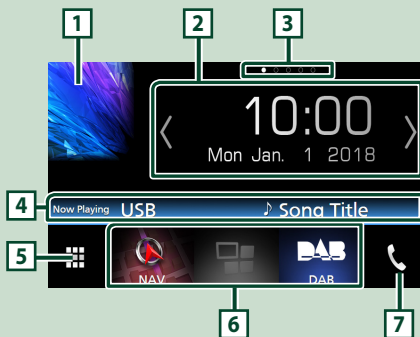 1 2 3
10:00
Mon Jan. 1 2018
4 Now Playing USB ♪ Song Title
5 NAV DAB DAB
6 7